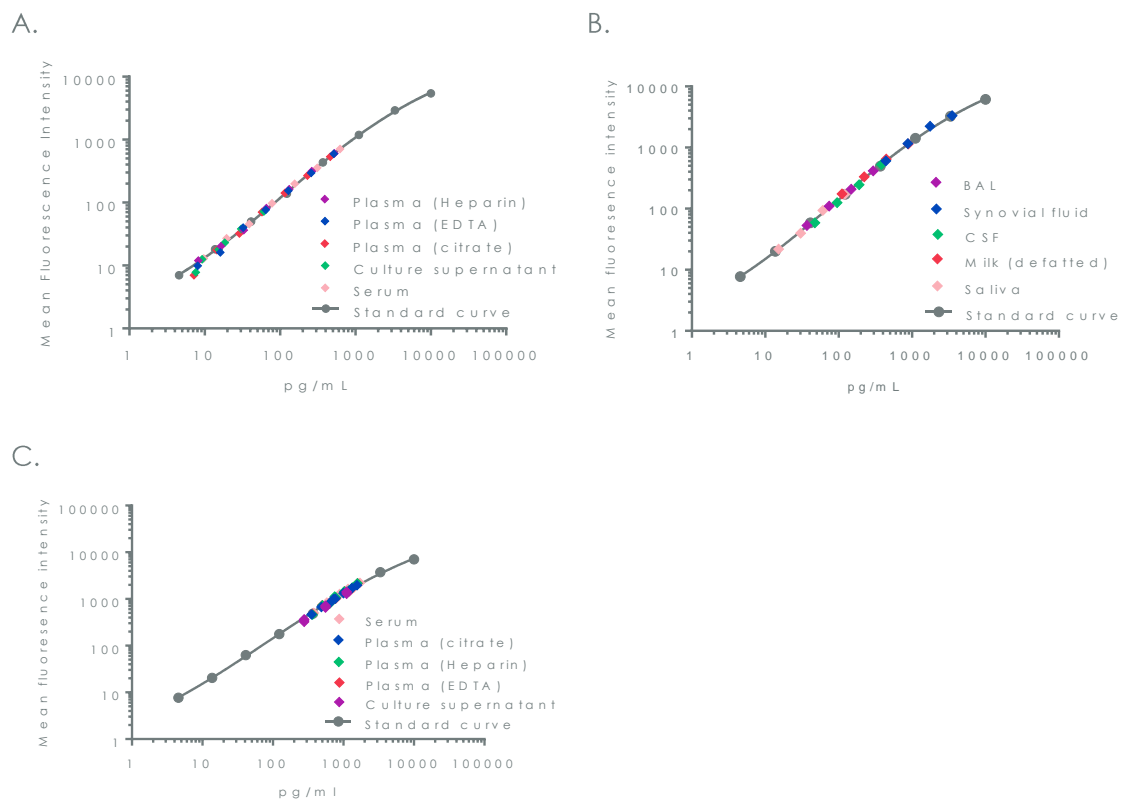 A.
Mean Fluorescence Intensity
10000
1000
100
10
1
Plasma (Heparin)
Plasma (EDTA)
Plasma (citrate)
Culture supernatant
Serum
Standard curve
1 10 100 1000 10000 100000
pg/mL
B.
Mean fluoresence intensity
10000
1000
100
10
1
BAL
Synovial fluid
CSF
Milk (defatted)
Saliva
Standard curve
1 10 100 1000 10000 100000
pg/mL
C.
Mean fluoresence intensity
100000
10000
1000
100
10
1
Serum
Plasma (citrate)
Plasma (Heparin)
Plasma (EDTA)
Culture supernatant
Standard curve
1 10 100 1000 10000 100000
pg/ml